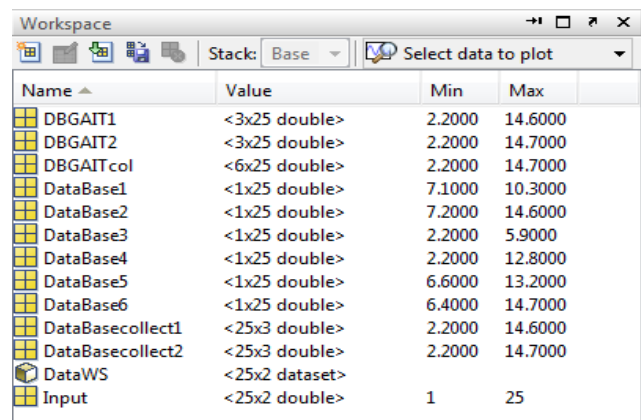 Workspace
Stack: Base Select data to plot
Name Value Min Max
DBGAIT1 <3x25 double> 2.2000 14.6000
DBGAIT2 <3x25 double> 2.2000 14.7000
DBGAITcol <6x25 double> 2.2000 14.7000
DataBase1 <1x25 double> 7.1000 10.3000
DataBase2 <1x25 double> 7.2000 14.6000
DataBase3 <1x25 double> 2.2000 5.9000
DataBase4 <1x25 double> 2.2000 12.8000
DataBase5 <1x25 double> 6.6000 13.2000
DataBase6 <1x25 double> 6.4000 14.7000
DataBasecollect1 <25x3 double> 2.2000 14.6000
DataBasecollect2 <25x3 double> 2.2000 14.7000
DataWS <25x2 dataset>
Input <25x2 double> 1 25